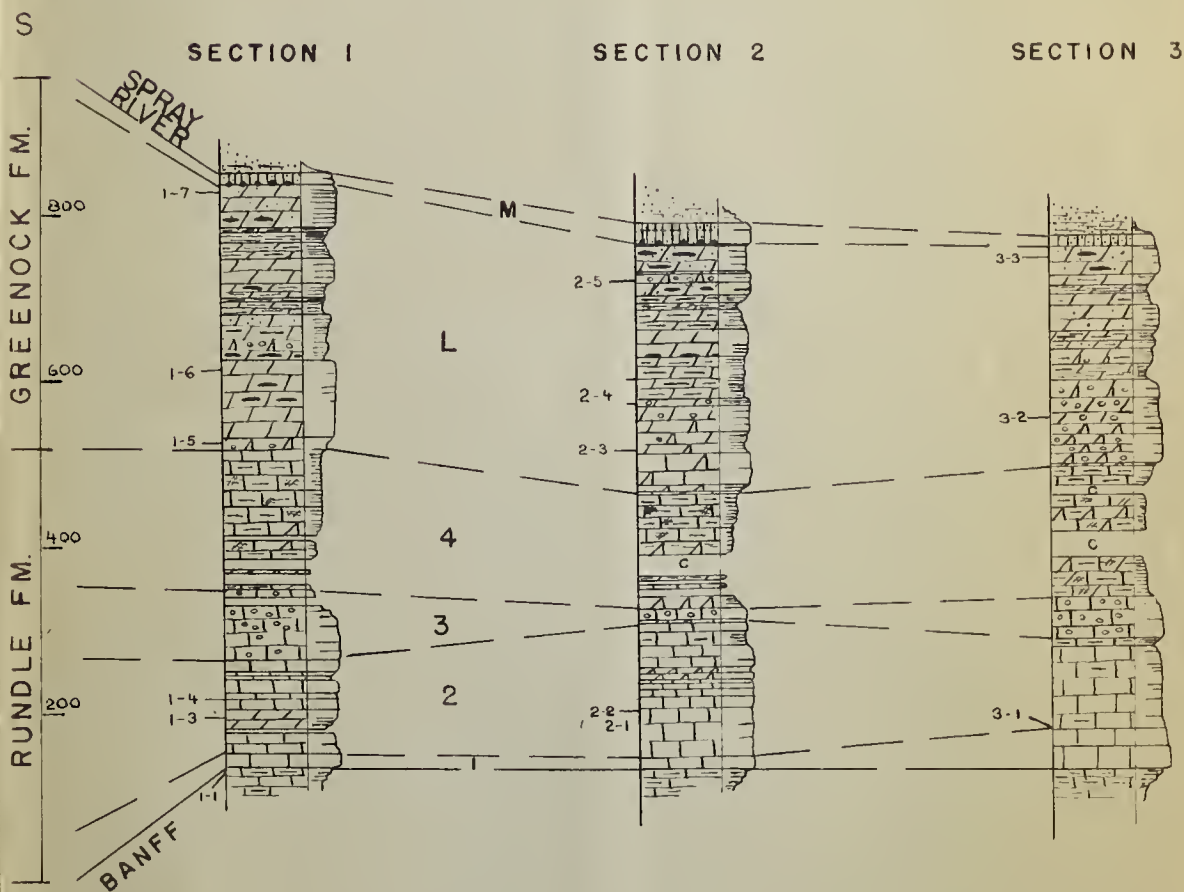 S
SECTION 1 SECTION 2 SECTION 3
SPRAY
RIVER
GREENOCK FM.
RUNDLE FM.
BANFF
800
600
400
200
1-7
1-6
1-5
1-4
1-3
1-1
M
L
4
3
2
1
2-5
2-4
2-3
2-2
2-1
C
3-3
3-2
3-1
C
C